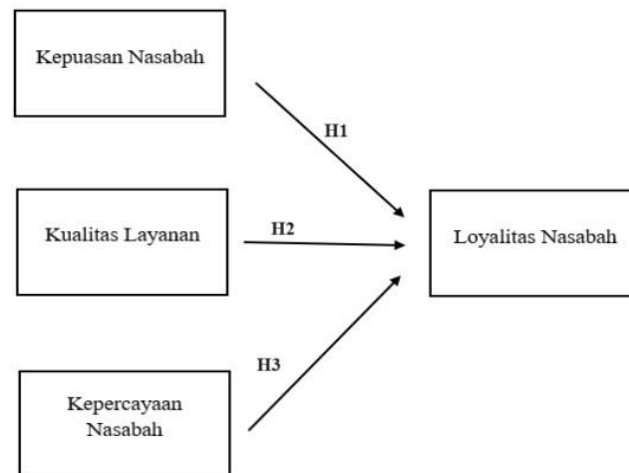 Kepuasan Nasabah
H1
Kualitas Layanan
H2
Loyalitas Nasabah
H3
Kepercayaan
Nasabah